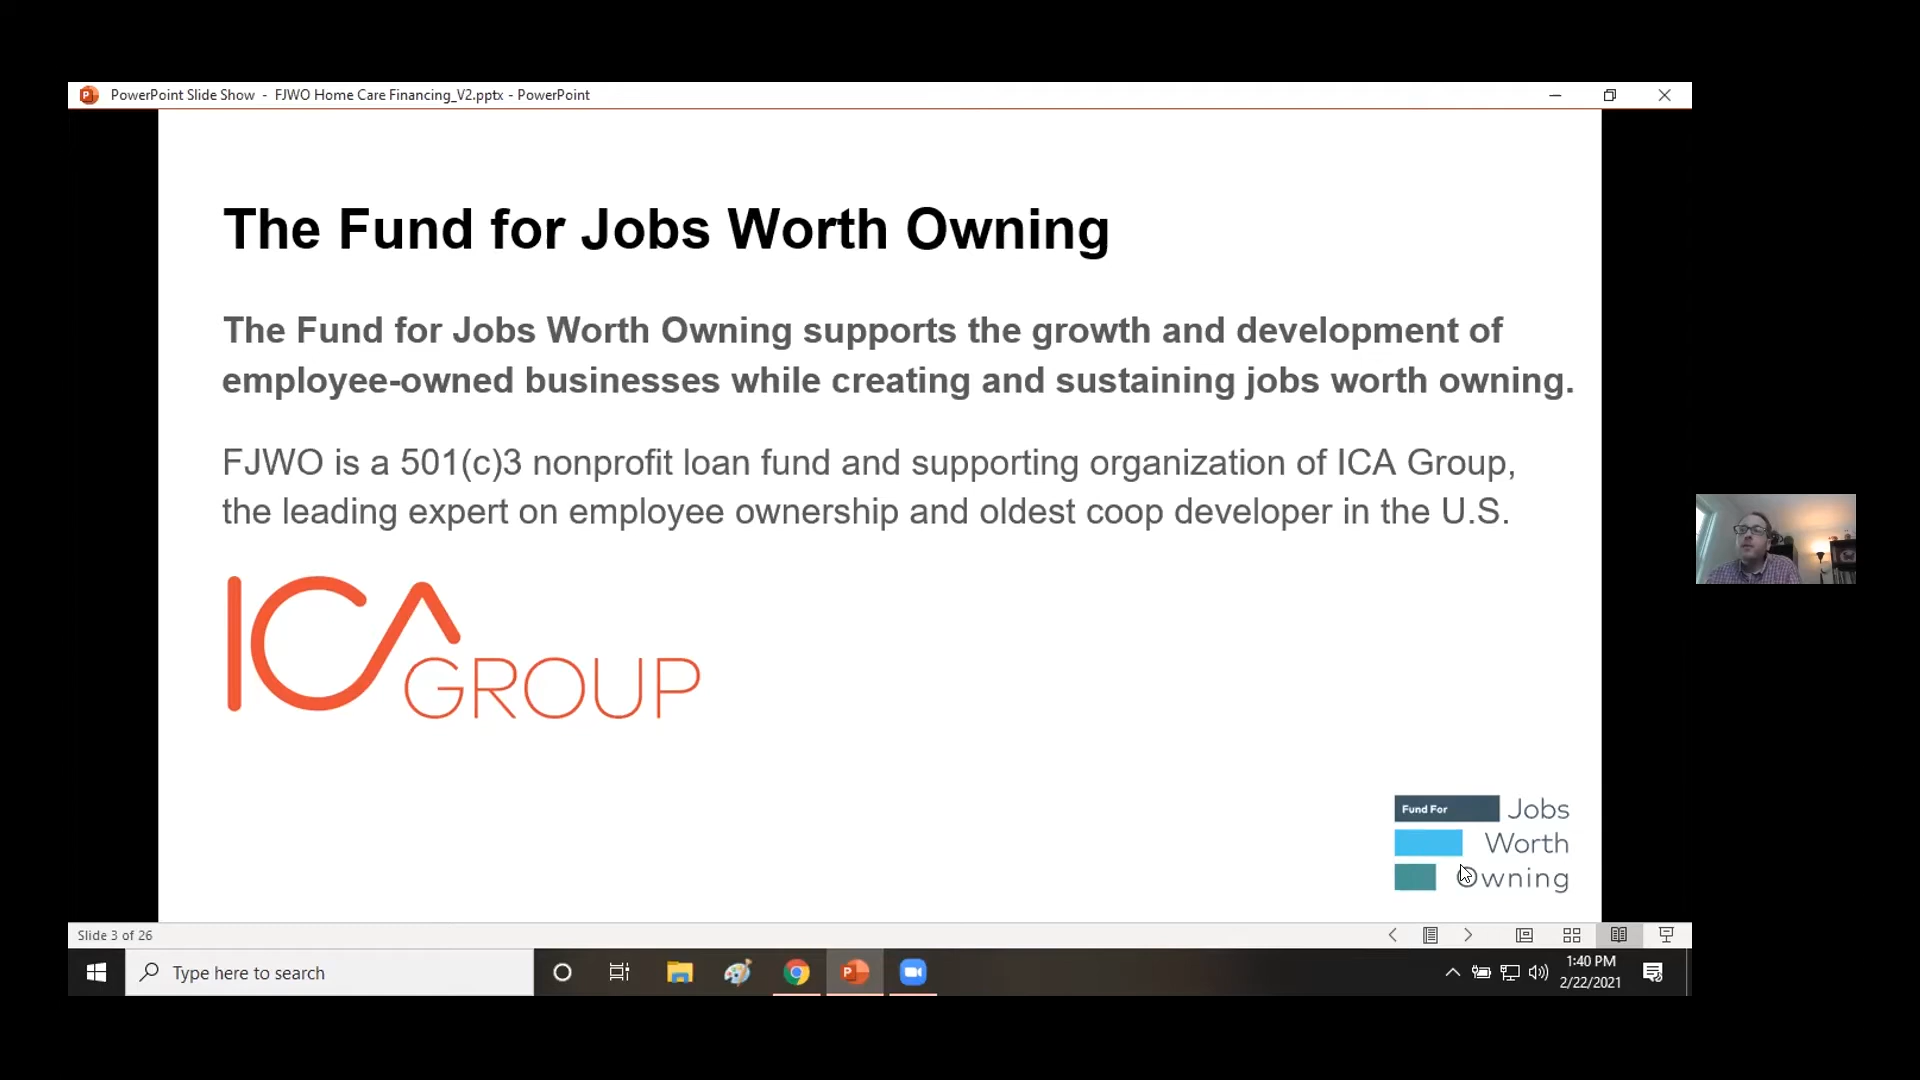 PowerPoint Slide Show - FJWO Home Care Financing_V2.pptx - PowerPoint
The Fund for Jobs Worth Owning
The Fund for Jobs Worth Owning supports the growth and development of
employee-owned businesses while creating and sustaining jobs worth owning.
FJWO is a 501(c)3 nonprofit loan fund and supporting organization of ICA Group,
the leading expert on employee ownership and oldest coop developer in the U.S.
ICA GROUP
Fund For Jobs
Worth
Owning
Slide 3 of 26
Type here to search
1:40 PM
2/22/2021